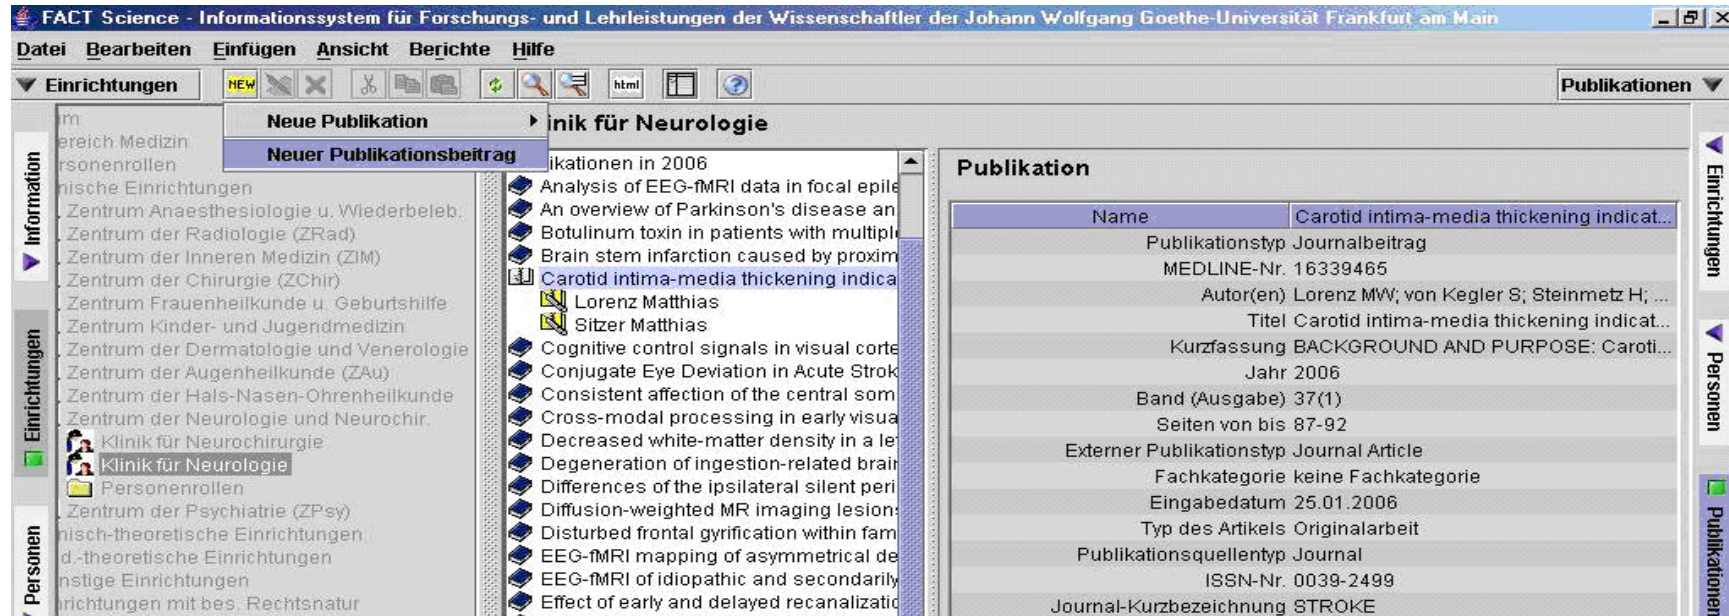 FACT Science - Informationssystem für Forschungs- und Lehrleistungen der Wissenschaftler der Johann Wolfgang Goethe-Universität Frankfurt am Main
Datei Bearbeiten Einfügen Ansicht Berichte Hilfe
Einrichtungen
NEW
html
Publikationen
Neue Publikation
Neuer Publikationsbeitrag
Information
Einrichtungen
Personen
um
ereich Medizin
rsonenrollen
nische Einrichtungen
Zentrum Anaesthesiologie u. Wiederbeleb.
Zentrum der Radiologie (ZRad)
Zentrum der Inneren Medizin (ZIM)
Zentrum der Chirurgie (ZChir)
Zentrum Frauenheilkunde u. Geburtshilfe
Zentrum Kinder- und Jugendmedizin
Zentrum der Dermatologie und Venerologie
Zentrum der Augenheilkunde (ZAu)
Zentrum der Hals-Nasen-Ohrenheilkunde
Zentrum der Neurologie und Neurochir.
Klinik für Neurochirurgie
Klinik für Neurologie
Personenrollen
Zentrum der Psychiatrie (ZPsy)
nisch-theoretische Einrichtungen
d.-theoretische Einrichtungen
nstige Einrichtungen
richtungen mit bes. Rechtsnatur
inik für Neurologie
ikationen in 2006
Analysis of EEG-fMRI data in focal epile
An overview of Parkinson's disease an
Botulinum toxin in patients with multipl
Brain stem infarction caused by proxim
Carotid intima-media thickening indica
Lorenz Matthias
Sitzer Matthias
Cognitive control signals in visual corte
Conjugate Eye Deviation in Acute Strok
Consistent affection of the central som
Cross-modal processing in early visua
Decreased white-matter density in a le
Degeneration of ingestion-related brain
Differences of the ipsilateral silent peri
Diffusion-weighted MR imaging lesion
Disturbed frontal gyrification within fam
EEG-fMRI mapping of asymmetrical de
EEG-fMRI of idiopathic and secondarily
Effect of early and delayed recanalizatio
Publikation
Name Carotid intima-media thickening indicat...
Publikationstyp Journalbeitrag
MEDLINE-Nr. 16339465
Autor(en) Lorenz MW; von Kegler S; Steinmetz H; ...
Titel Carotid intima-media thickening indicat...
Kurzfassung BACKGROUND AND PURPOSE: Caroti...
Jahr 2006
Band (Ausgabe) 37(1)
Seiten von bis 87-92
Externer Publikationstyp Journal Article
Fachkategorie keine Fachkategorie
Eingabedatum 25.01.2006
Typ des Artikels Originalarbeit
Publikationsquellentyp Journal
ISSN-Nr. 0039-2499
Journal-Kurzbezeichnung STROKE
Einrichtungen
Personen
Publikationen